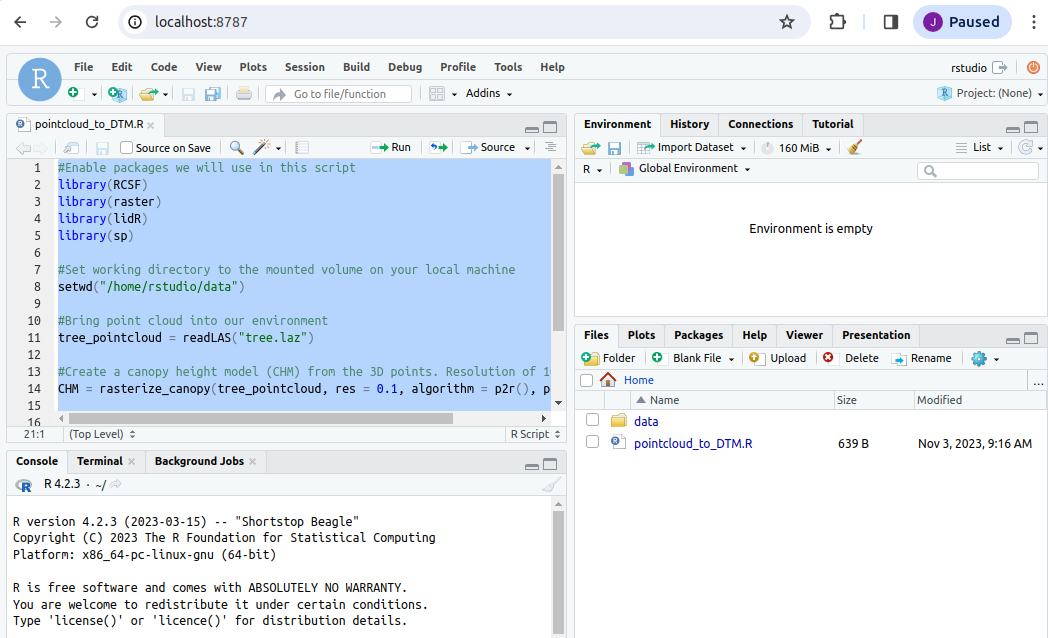 localhost:8787
J Paused
R
File Edit Code View Plots Session Build Debug Profile Tools Help
rstudio
Go to file/function
Addins
R Project: (None)
pointcloud_to_DTM.R
Source on Save
Run
Source
1 #Enable packages we will use in this script
2 library(RCSF)
3 library(raster)
4 library(lidR)
5 library(sp)
6
7 #Set working directory to the mounted volume on your local machine
8 setwd("/home/rstudio/data")
9
10 #Bring point cloud into our environment
11 tree_pointcloud = readLAS("tree.laz")
12
13 #Create a canopy height model (CHM) from the 3D points. Resolution of 1
14 CHM = rasterize_canopy(tree_pointcloud, res = 0.1, algorithm = p2r(), p
15
16
21:1 (Top Level) R Script
Console Terminal Background Jobs
R R 4.2.3 · ~/
R version 4.2.3 (2023-03-15) -- "Shortstop Beagle"
Copyright (C) 2023 The R Foundation for Statistical Computing
Platform: x86_64-pc-linux-gnu (64-bit)
R is free software and comes with ABSOLUTELY NO WARRANTY.
You are welcome to redistribute it under certain conditions.
Type 'license()' or 'licence()' for distribution details.
Environment History Connections Tutorial
Import Dataset 160 MiB List
R Global Environment
Environment is empty
Files Plots Packages Help Viewer Presentation
Folder Blank File Upload Delete Rename
Home ...
Name Size Modified
data
pointcloud_to_DTM.R 639 B Nov 3, 2023, 9:16 AM